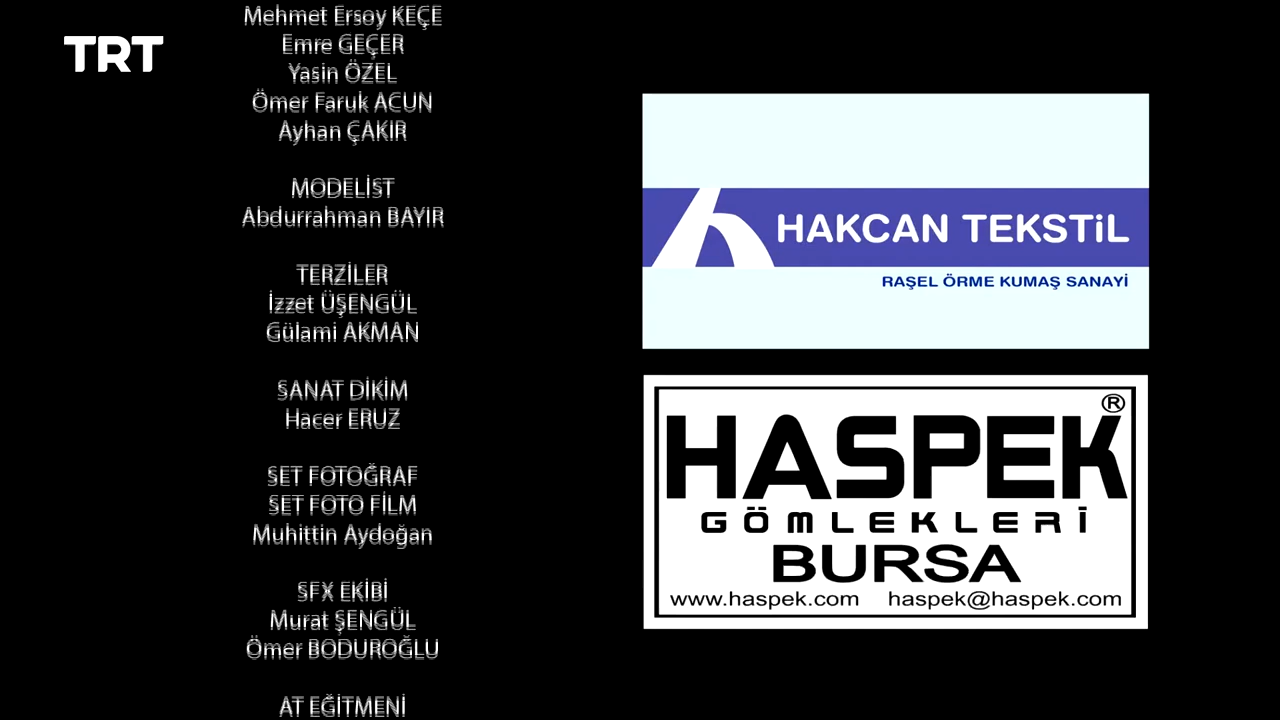 TRT
Mehmet Ersoy KEÇE
Emre GEÇER
Yasin ÖZEL
Ömer Faruk ACUN
Ayhan ÇAKIR
MODELİST
Abdurrahman BAYIR
TERZİLER
İzzet ÜŞENGÜL
Gülami AKMAN
SANAT DİKİM
Hacer ERUZ
SET FOTOĞRAF
SET FOTO FİLM
Muhittin Aydoğan
SFX EKİBİ
Murat ŞENGÜL
Ömer BODUROĞLU
AT EĞİTMENİ
HAKCAN TEKSTiL
RAŞEL ÖRME KUMAŞ SANAYİ
HASPEK®
GÖMLEKLERİ
BURSA
www.haspek.com haspek@haspek.com